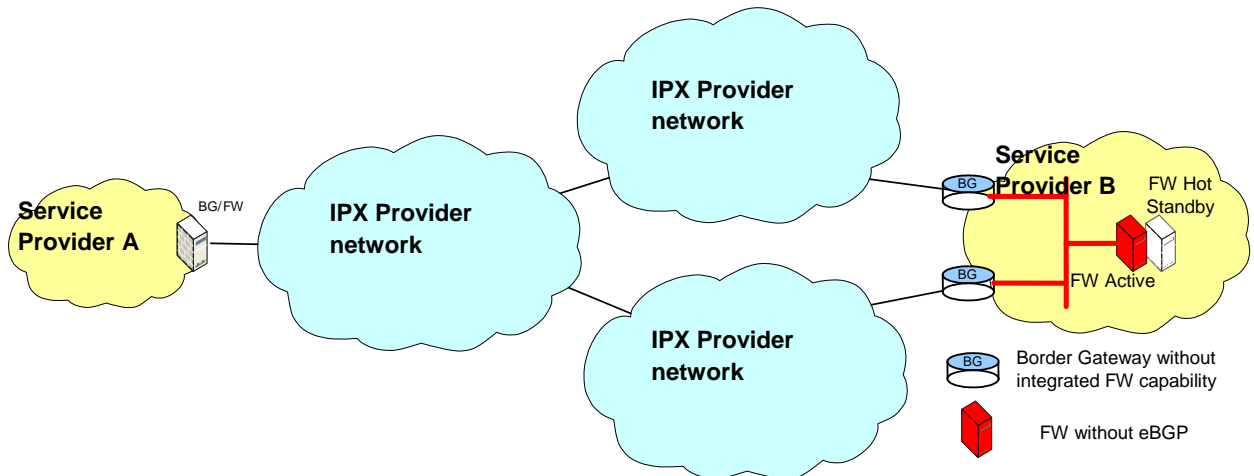 IPX Provider
network
Service
Provider B
BG
FW Hot
Standby
Service
Provider A
BG/FW
IPX Provider
network
BG
FW Active
IPX Provider
network
BG
Border Gateway without
integrated FW capability
FW without eBGP